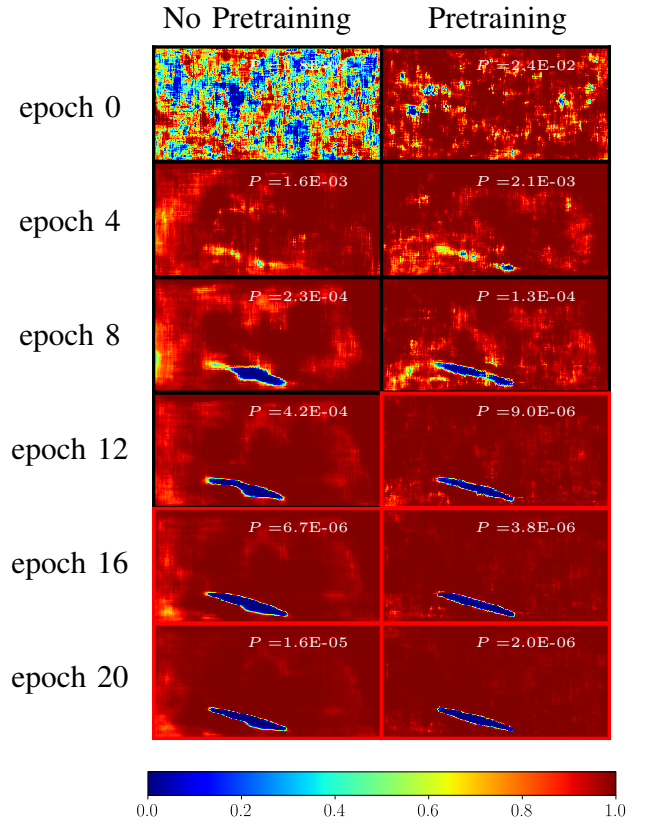 No Pretraining Pretraining
epoch 0 P =2.4E-02
epoch 4 P =1.6E-03 P =2.1E-03
epoch 8 P =2.3E-04 P =1.3E-04
epoch 12 P =4.2E-04 P =9.0E-06
epoch 16 P =6.7E-06 P =3.8E-06
epoch 20 P =1.6E-05 P =2.0E-06
0.0 0.2 0.4 0.6 0.8 1.0